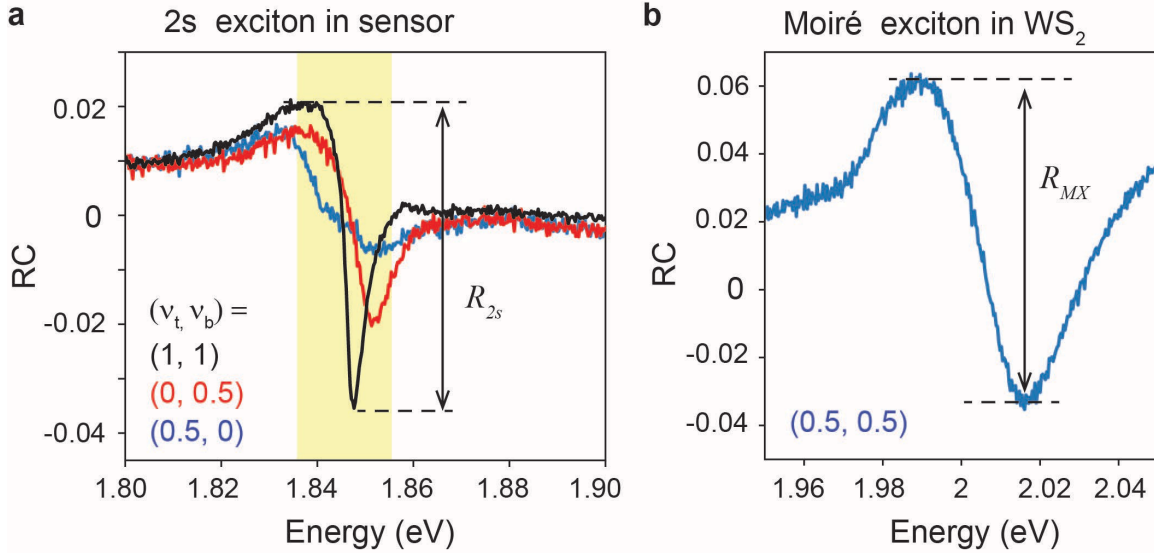 a
2s exciton in sensor
RC
0.02
0
-0.02
-0.04
(ν_t, ν_b) =
(1, 1)
(0, 0.5)
(0.5, 0)
R_2s
1.80 1.82 1.84 1.86 1.88 1.90
Energy (eV)
b
Moiré exciton in WS₂
RC
0.06
0.04
0.02
0
-0.02
-0.04
R_MX
(0.5, 0.5)
1.96 1.98 2 2.02 2.04
Energy (eV)